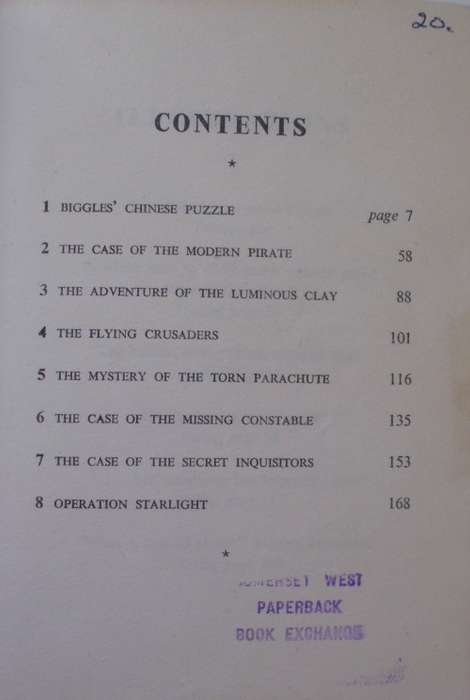 20.
CONTENTS
*
1 BIGGLES' CHINESE PUZZLE page 7
2 THE CASE OF THE MODERN PIRATE 58
3 THE ADVENTURE OF THE LUMINOUS CLAY 88
4 THE FLYING CRUSADERS 101
5 THE MYSTERY OF THE TORN PARACHUTE 116
6 THE CASE OF THE MISSING CONSTABLE 135
7 THE CASE OF THE SECRET INQUISITORS 153
8 OPERATION STARLIGHT 168
*
SOMERSET WEST
PAPERBACK
BOOK EXCHANGE